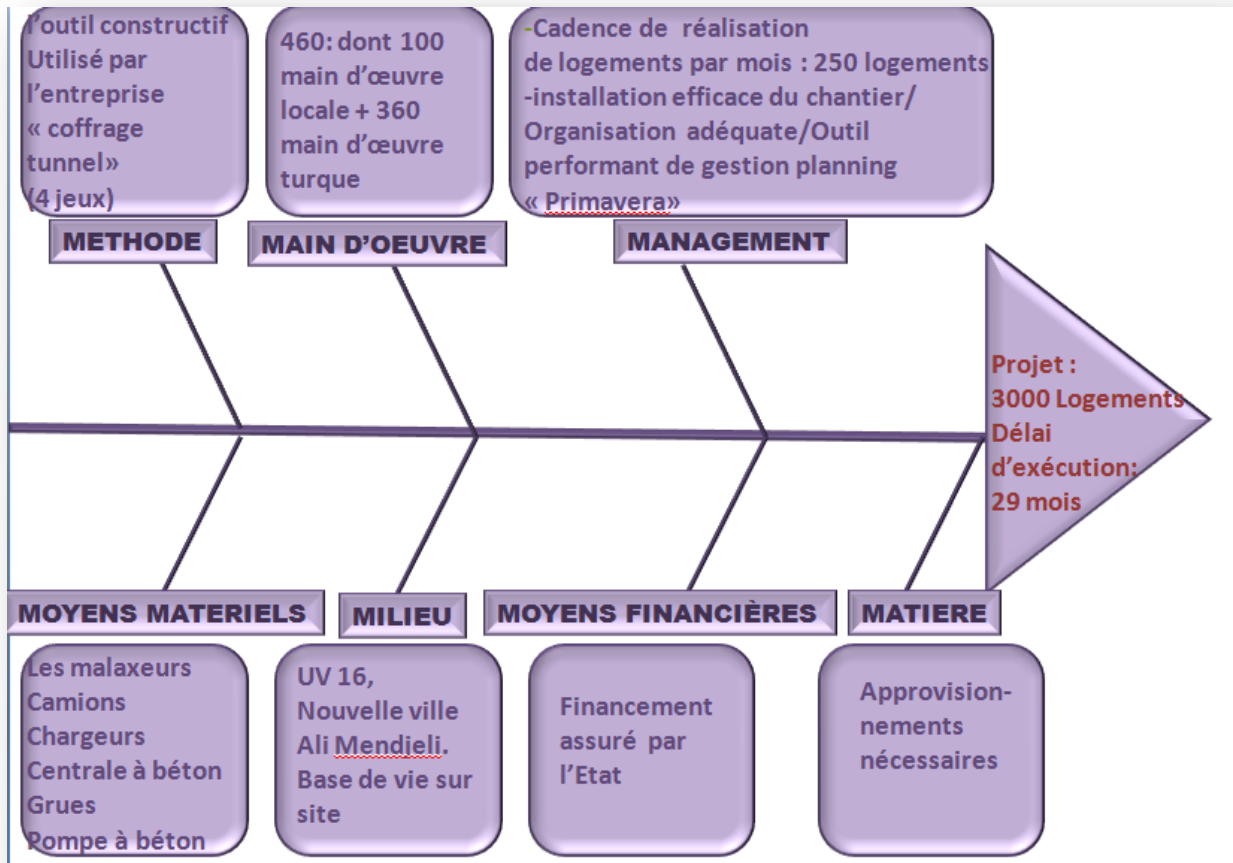 l'outil constructif
Utilisé par
l'entreprise
« coffrage
tunnel»
(4 jeux)
460: dont 100
main d'œuvre
locale + 360
main d'œuvre
turque
-Cadence de réalisation
de logements par mois : 250 logements
-installation efficace du chantier/
Organisation adéquate/Outil
performant de gestion planning
« Primavera»
METHODE
MAIN D'OEUVRE
MANAGEMENT
Projet :
3000 Logements
Délai
d'exécution:
29 mois
MOYENS MATERIELS
MILIEU
MOYENS FINANCIÈRES
MATIERE
Les malaxeurs
Camions
Chargeurs
Centrale à béton
Grues
Pompe à béton
UV 16,
Nouvelle ville
Ali Mendjeli.
Base de vie sur
site
Financement
assuré par
l'Etat
Approvision-
nements
nécessaires